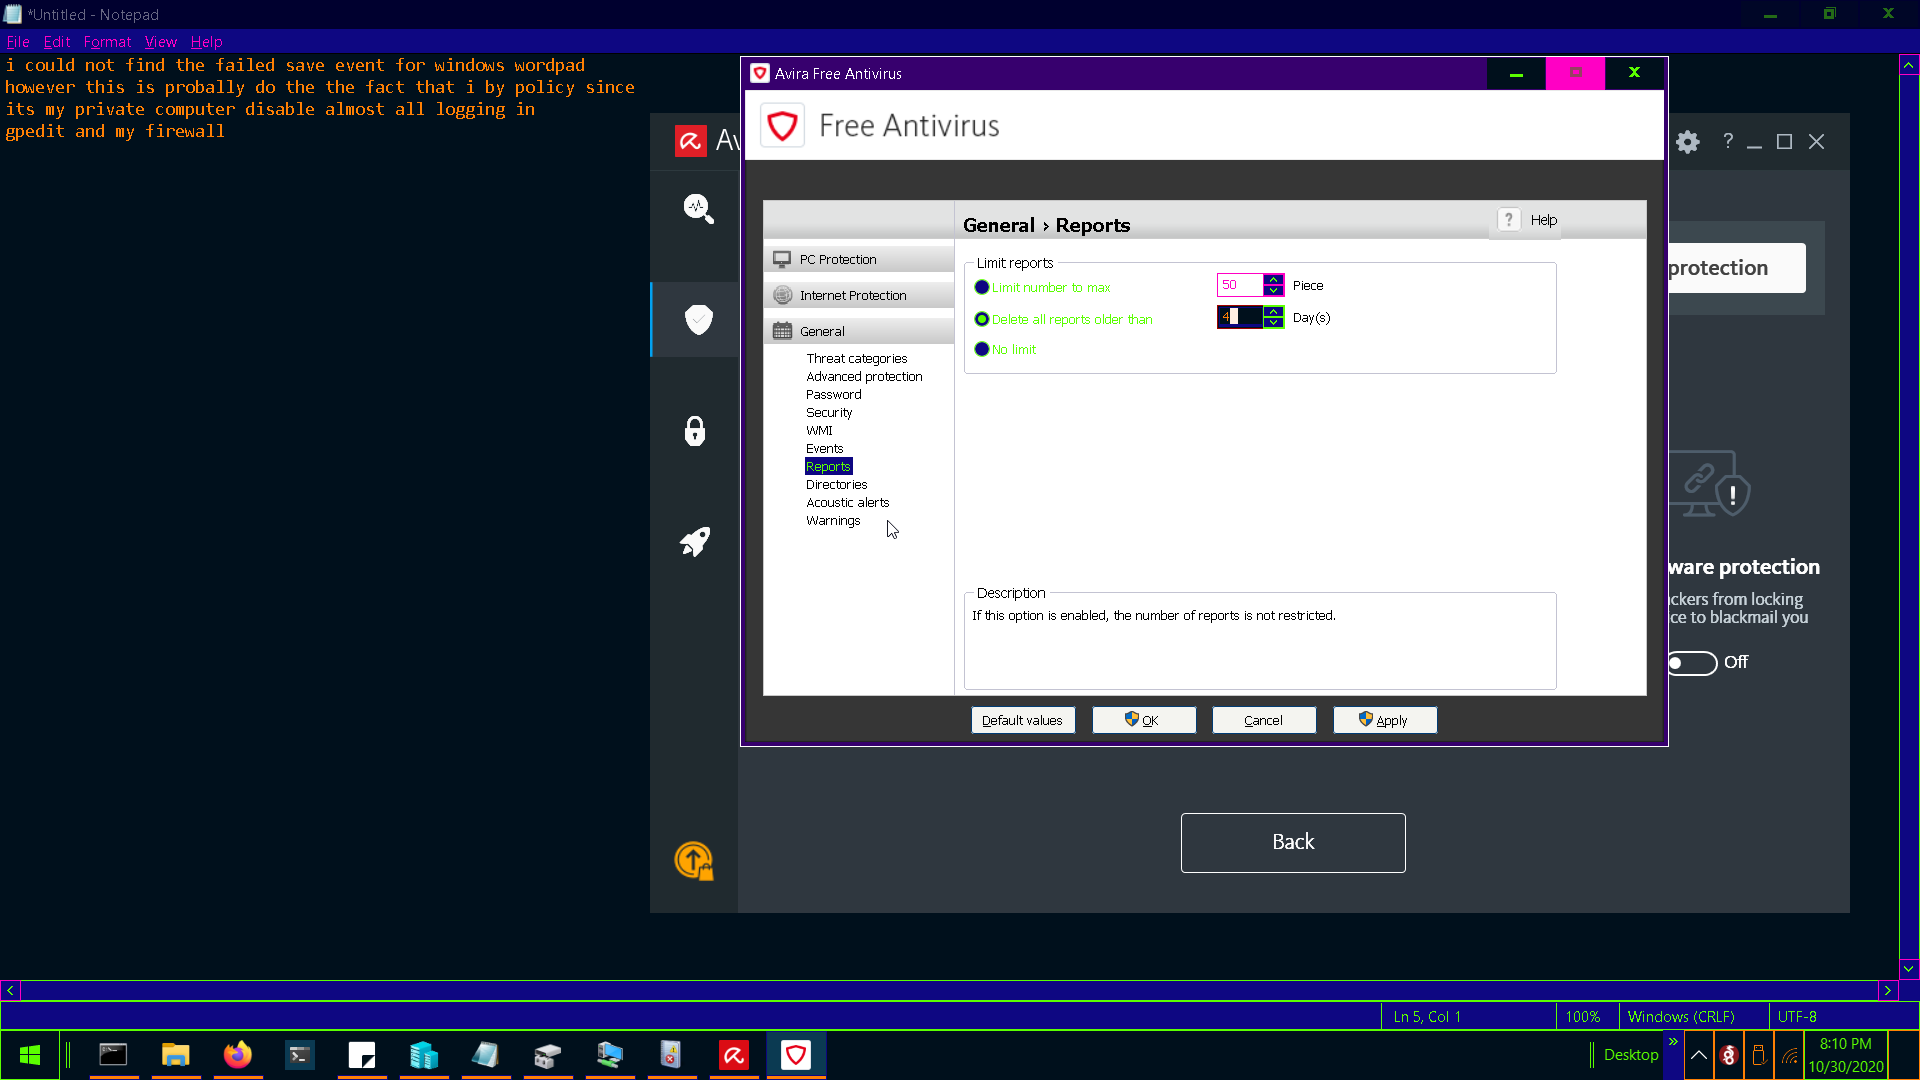 *Untitled - Notepad
File Edit Format View Help
i could not find the failed save event for windows wordpad
however this is probally do the the fact that i by policy since
its my private computer disable almost all logging in
gpedit and my firewall
Avira Free Antivirus
Free Antivirus
Av
?
General › Reports
? Help
PC Protection
Internet Protection
General
Threat categories
Advanced protection
Password
Security
WMI
Events
Reports
Directories
Acoustic alerts
Warnings
Limit reports
Limit number to max 50 Piece
Delete all reports older than 4 Day(s)
No limit
Description
If this option is enabled, the number of reports is not restricted.
Default values OK Cancel Apply
protection
ware protection
ckers from locking
ce to blackmail you
Off
Back
Ln 5, Col 1 100% Windows (CRLF) UTF-8
Desktop
8:10 PM
10/30/2020